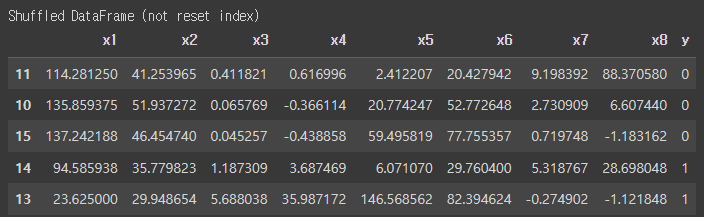 Shuffled DataFrame (not reset index)
x1 x2 x3 x4 x5 x6 x7 x8 y
11 114.281250 41.253965 0.411821 0.616996 2.412207 20.427942 9.198392 88.370580 0
10 135.859375 51.937272 0.065769 -0.366114 20.774247 52.772648 2.730909 6.607440 0
15 137.242188 46.454740 0.045257 -0.438858 59.495819 77.755357 0.719748 -1.183162 0
14 94.585938 35.779823 1.187309 3.687469 6.071070 29.760400 5.318767 28.698048 1
13 23.625000 29.948654 5.688038 35.987172 146.568562 82.394624 -0.274902 -1.121848 1